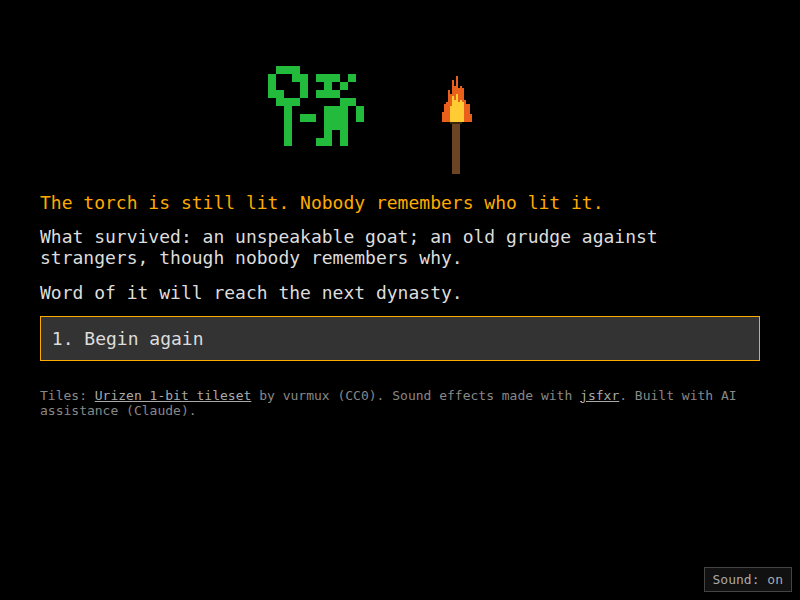 The torch is still lit. Nobody remembers who lit it.
What survived: an unspeakable goat; an old grudge against
strangers, though nobody remembers why.
Word of it will reach the next dynasty.
1. Begin again
Tiles: Urizen 1-bit tileset by vurmux (CC0). Sound effects made with jsfxr. Built with AI
assistance (Claude).
Sound: on